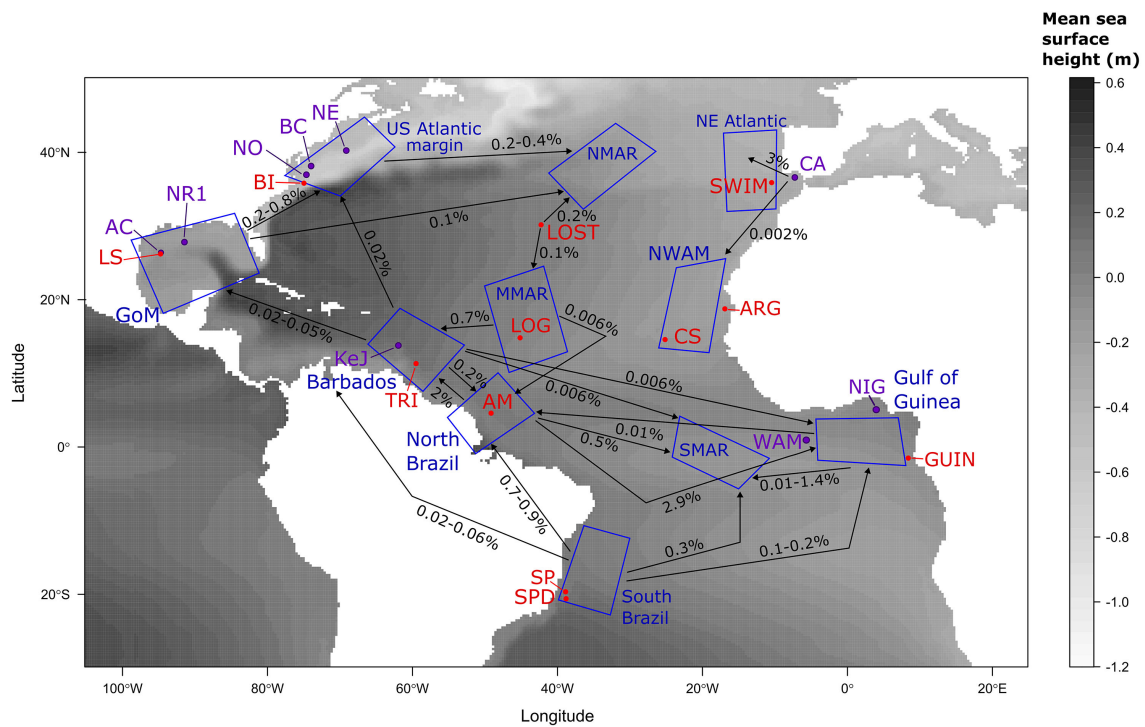 Mean sea
surface
height (m)
0.6
0.4
0.2
0.0
-0.2
-0.4
-0.6
-0.8
-1.0
-1.2
NE
BC
NO
BI
US Atlantic
margin
0.2-0.4%
NMAR
NE Atlantic
3%
CA
SWIM
NR1
0.2-0.8%
0.1%
0.2%
LOST
0.1%
0.002%
AC
LS
GoM
0.02%
0.02-0.05%
NWAM
ARG
CS
MMAR
LOG
0.7%
0.006%
KeJ
Barbados
TRI
0.2%
2%
AM
North
Brazil
0.006%
0.006%
0.01%
0.5%
SMAR
NIG
Gulf of
Guinea
WAM
GUIN
2.9%
0.01-1.4%
0.7-0.9%
0.02-0.06%
0.3%
0.1-0.2%
SP
SPD
South
Brazil
40°N
20°N
0°
20°S
Latitude
100°W
80°W
60°W
40°W
20°W
0°
20°E
Longitude